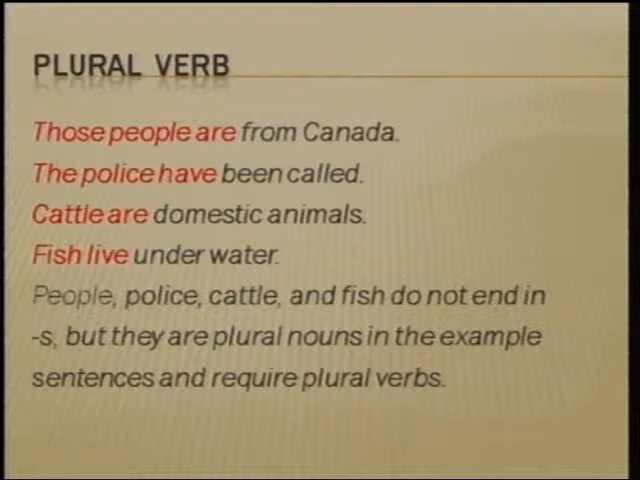 PLURAL VERB
Those people are from Canada.
The police have been called.
Cattle are domestic animals.
Fish live under water.
People, police, cattle, and fish do not end in
-s, but they are plural nouns in the example
sentences and require plural verbs.